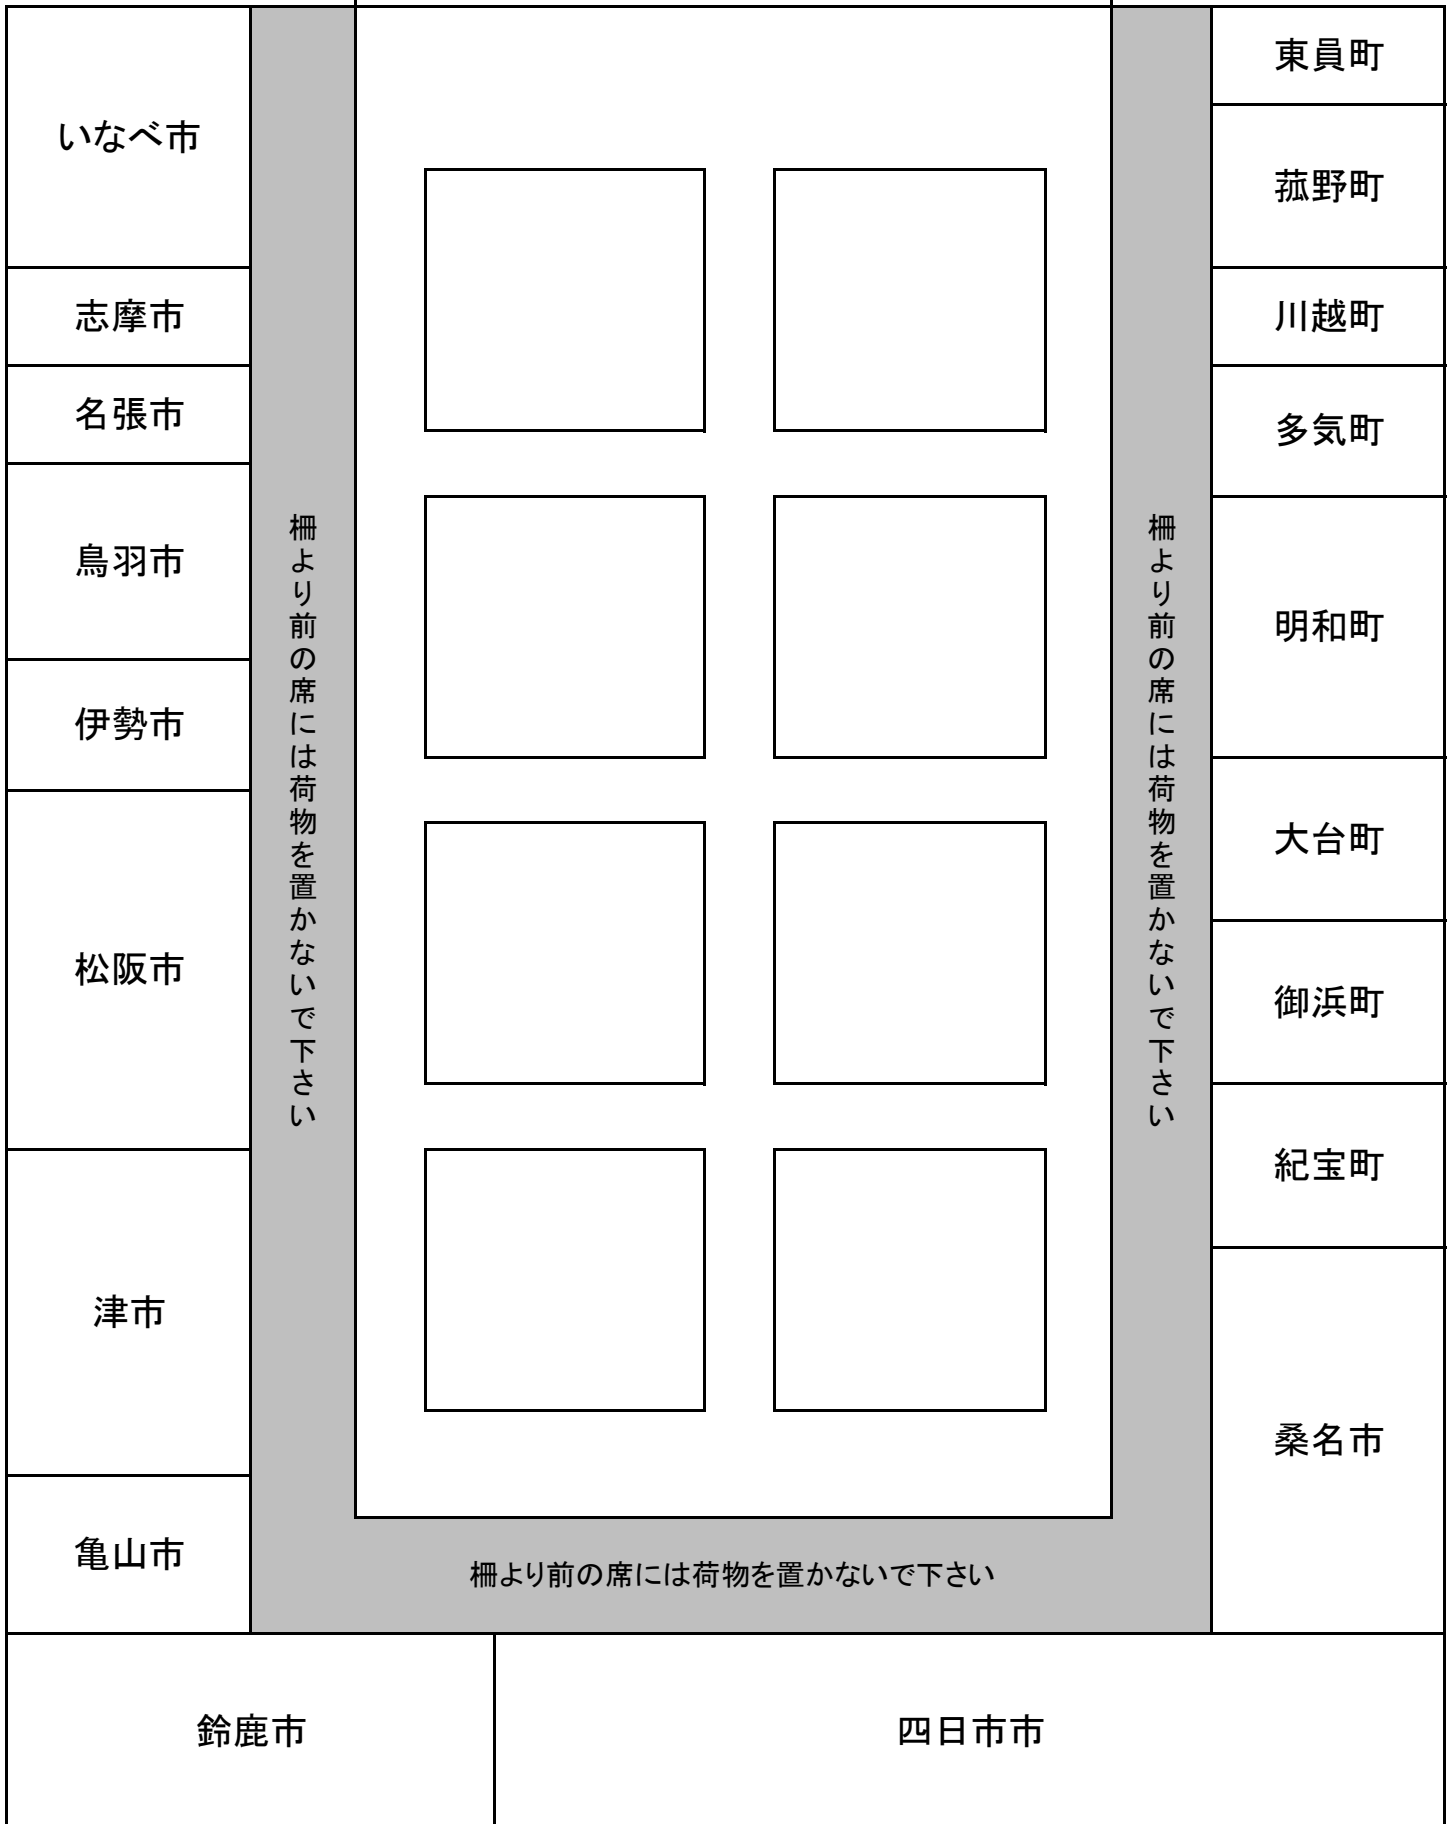 いなべ市
志摩市
名張市
鳥羽市
伊勢市
松阪市
津市
亀山市
柵より前の席には荷物を置かないで下さい
柵より前の席には荷物を置かないで下さい
東員町
菰野町
川越町
多気町
明和町
大台町
御浜町
紀宝町
桑名市
柵より前の席には荷物を置かないで下さい
鈴鹿市
四日市市